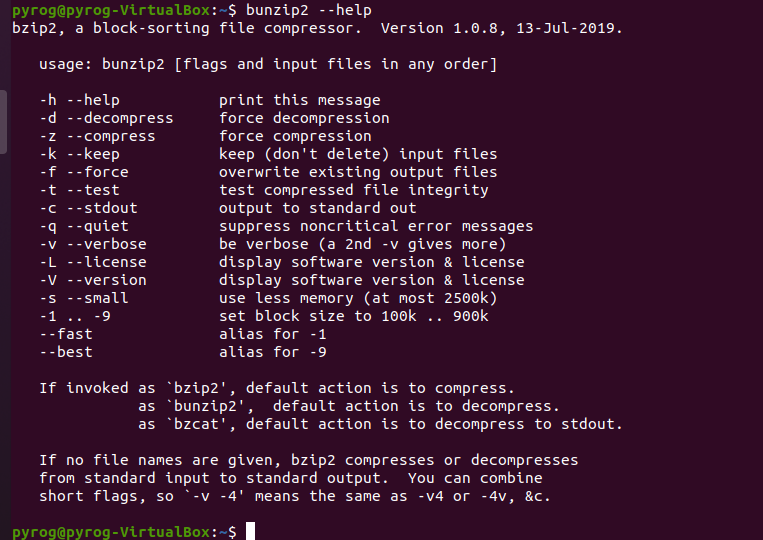 pyrog@pyrog-VirtualBox:~$ bunzip2 --help
bzip2, a block-sorting file compressor.  Version 1.0.8, 13-Jul-2019.

   usage: bunzip2 [flags and input files in any order]

   -h --help           print this message
   -d --decompress     force decompression
   -z --compress       force compression
   -k --keep           keep (don't delete) input files
   -f --force          overwrite existing output files
   -t --test           test compressed file integrity
   -c --stdout         output to standard out
   -q --quiet          suppress noncritical error messages
   -v --verbose        be verbose (a 2nd -v gives more)
   -L --license        display software version & license
   -V --version        display software version & license
   -s --small          use less memory (at most 2500k)
   -1 .. -9            set block size to 100k .. 900k
   --fast              alias for -1
   --best              alias for -9

   If invoked as `bzip2', default action is to compress.
              as `bunzip2',  default action is to decompress.
              as `bzcat', default action is to decompress to stdout.

   If no file names are given, bzip2 compresses or decompresses
   from standard input to standard output.  You can combine
   short flags, so `-v -4' means the same as -v4 or -4v, &c.

pyrog@pyrog-VirtualBox:~$